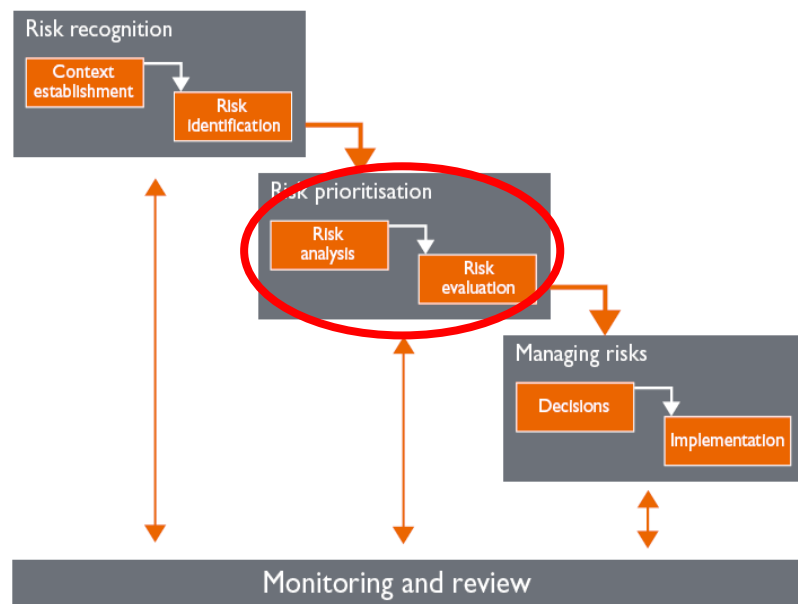 Risk recognition
Context
establishment
Risk
identification
Risk prioritisation
Risk
analysis
Risk
evaluation
Managing risks
Decisions
Implementation
Monitoring and review